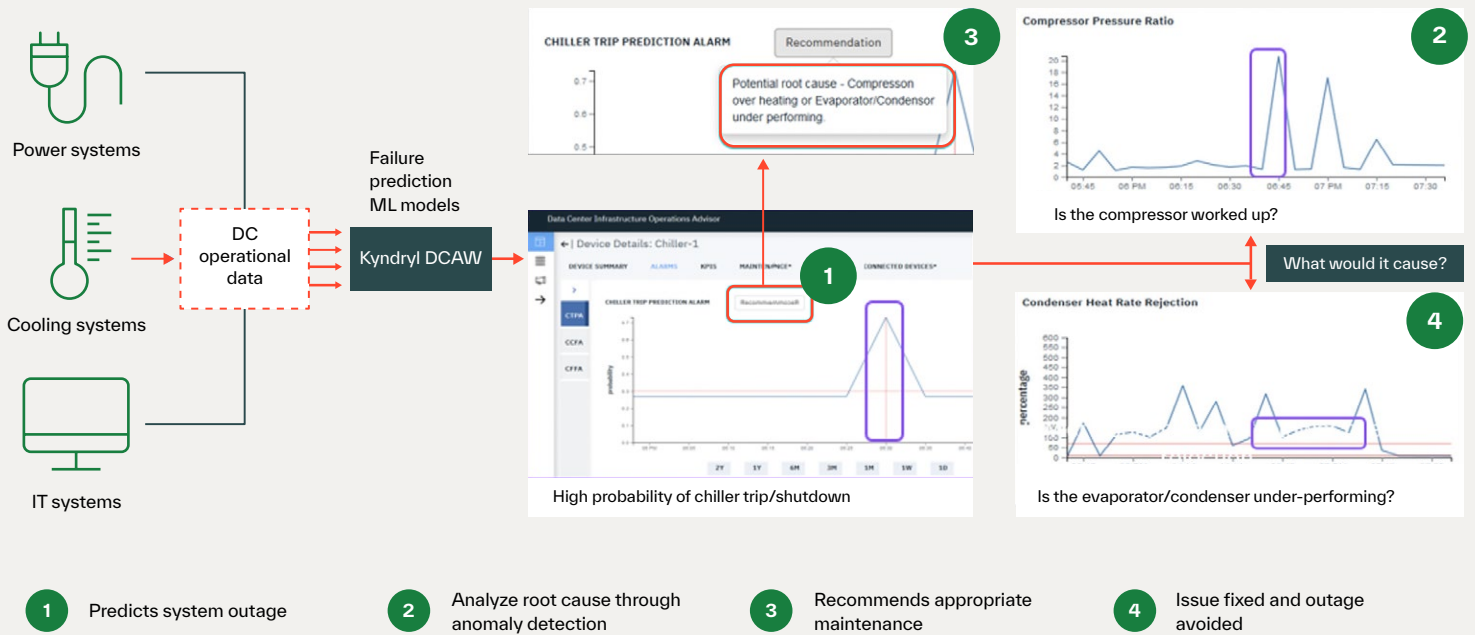 Power systems
Cooling systems
IT systems
DC
operational
data
Failure
prediction
ML models
Kyndryl DCAW
CHILLER TRIP PREDICTION ALARM
Recommendation
3
Potential root cause - Compresson
over heating or Evaporator/Condensor
under performing.
0.7
0.6
0.5
Data Center Infrastructure Operations Advisor
Device Details: Chiller-1
DEVICE SUMMARY
ALARMS
KPIS
CONNECTED DEVICES
1
CHILLER TRIP PREDICTION ALARM
CTPA
CCFA
CFFA
probability
2Y
1Y
6M
3M
1M
1W
1D
High probability of chiller trip/shutdown
Compressor Pressure Ratio
2
20
18
16
14
12
10
8
6
4
2
0
05:45
06 PM
06:15
06:30
06:45
07 PM
07:15
07:30
Is the compressor worked up?
What would it cause?
Condenser Heat Rate Rejection
4
percentage
600
550
500
450
400
350
300
250
200
100
50
0
Is the evaporator/condenser under-performing?
1 Predicts system outage
2 Analyze root cause through
anomaly detection
3 Recommends appropriate
maintenance
4 Issue fixed and outage
avoided